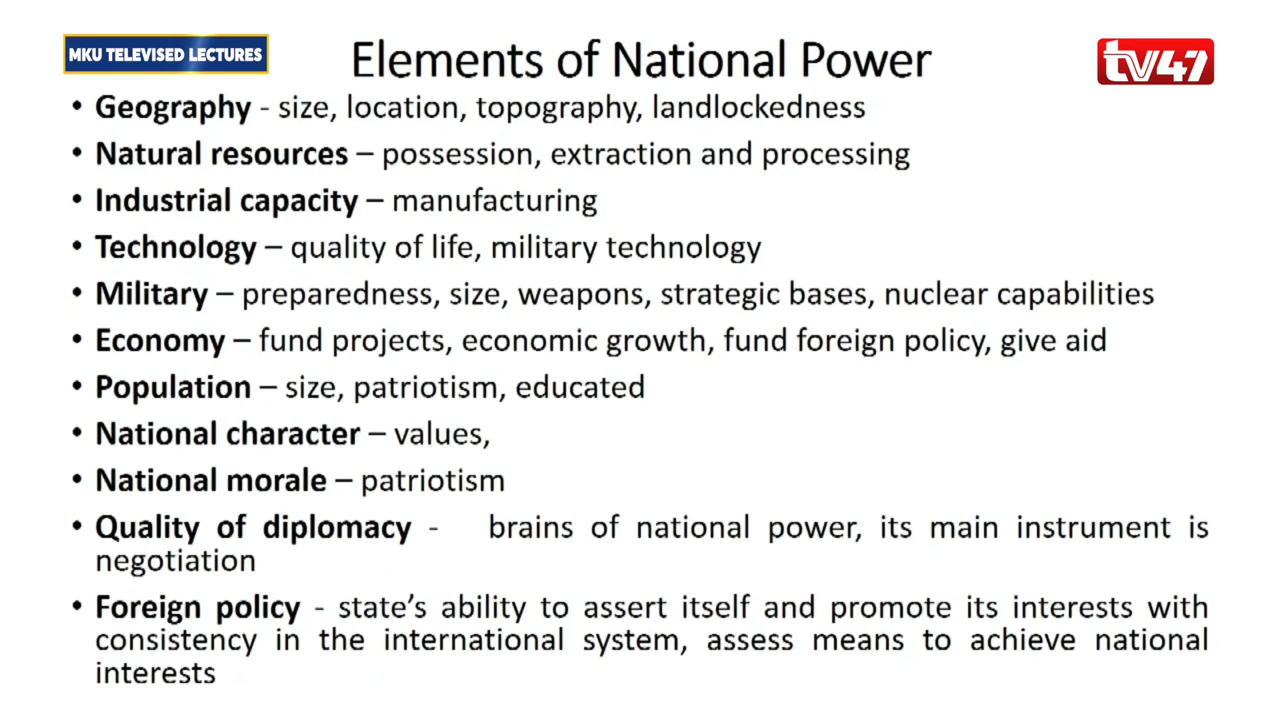 MKU TELEVISED LECTURES
Elements of National Power
tv47
• Geography - size, location, topography, landlockedness
• Natural resources – possession, extraction and processing
• Industrial capacity – manufacturing
• Technology – quality of life, military technology
• Military – preparedness, size, weapons, strategic bases, nuclear capabilities
• Economy – fund projects, economic growth, fund foreign policy, give aid
• Population – size, patriotism, educated
• National character – values,
• National morale – patriotism
• Quality of diplomacy - brains of national power, its main instrument is
negotiation
• Foreign policy - state’s ability to assert itself and promote its interests with
consistency in the international system, assess means to achieve national
interests